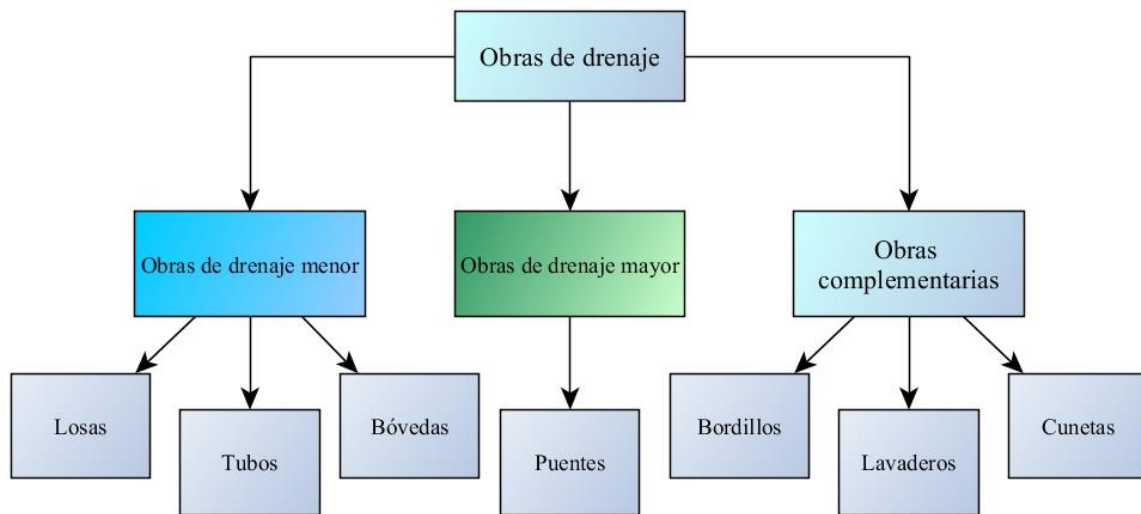 Obras de drenaje
Obras de drenaje menor
Obras de drenaje mayor
Obras
complementarias
Losas
Tubos
Bóvedas
Puentes
Bordillos
Lavaderos
Cunetas